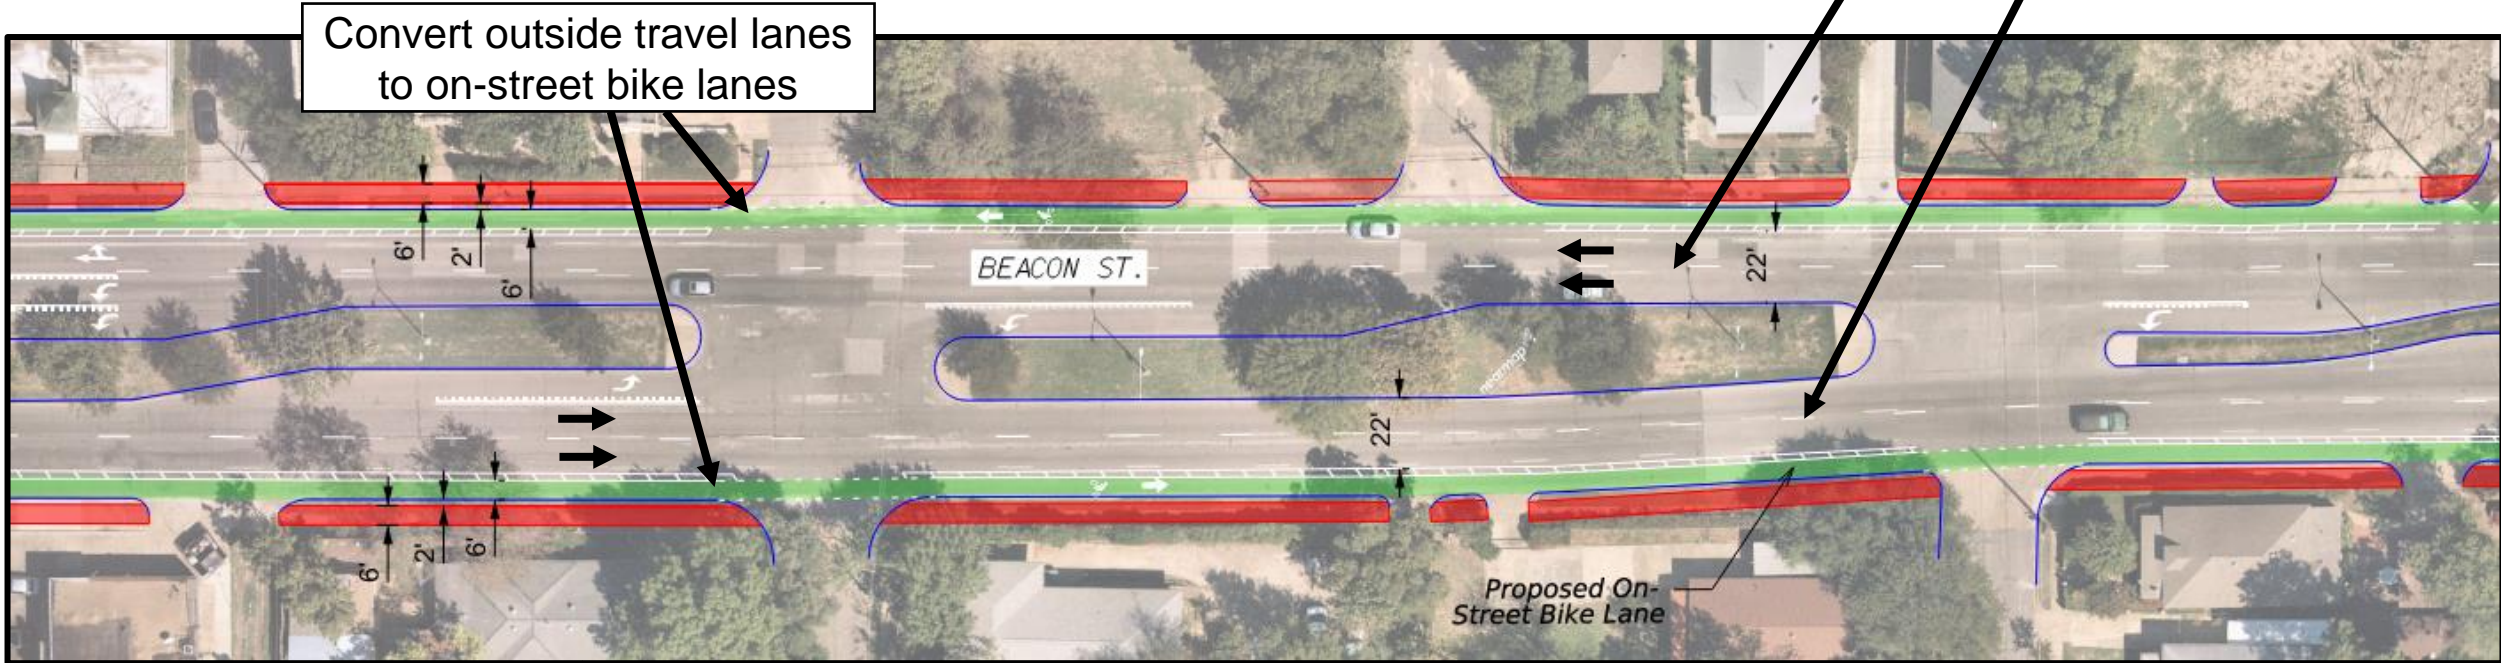 Convert outside travel lanes
to on-street bike lanes
6'
2'
6'
BEACON ST.
22'
22'
nearmap
6'
2'
6'
Proposed On-
Street Bike Lane